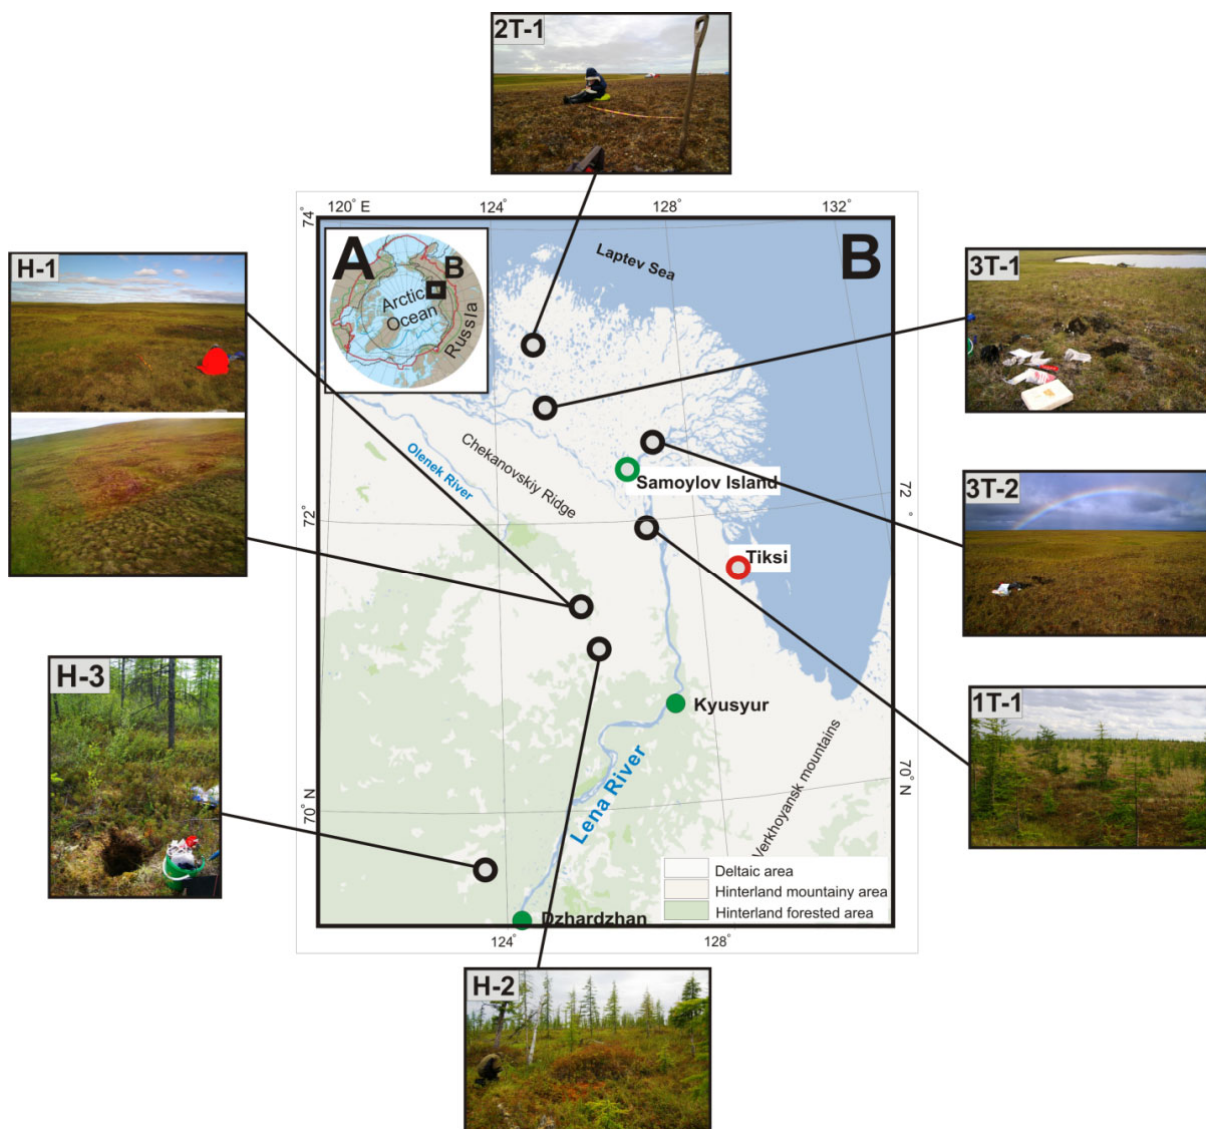 2T-1
120° E
124°
128°
132°
74°
Laptev Sea
A
B
Arctic
Ocean
Russia
B
H-1
3T-1
Chekanovskiy Ridge
Olenek River
Samoylov Island
72°
72°
3T-2
Tiksi
H-3
Kyusyur
1T-1
Lena River
Verkhoyansk mountains
70° N
70° N
Deltaic area
Hinterland mountainy area
Hinterland forested area
Dzhardzhan
124°
128°
H-2